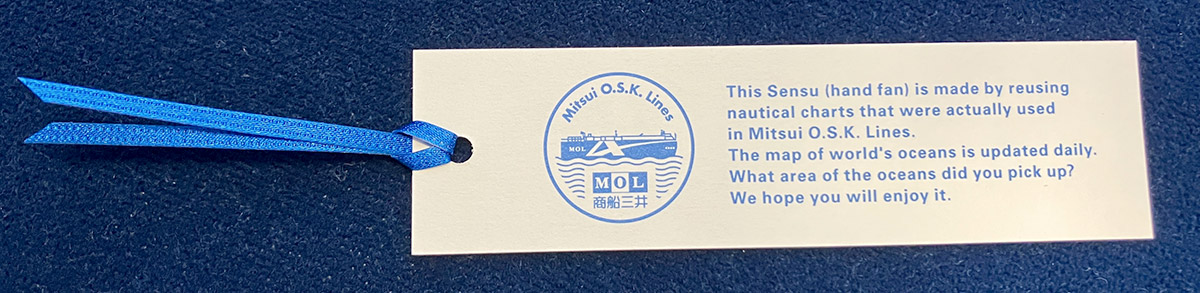 Mitsui O.S.K. Lines
MOL
MOL
商船三井
This Sensu (hand fan) is made by reusing
nautical charts that were actually used
in Mitsui O.S.K. Lines.
The map of world's oceans is updated daily.
What area of the oceans did you pick up?
We hope you will enjoy it.